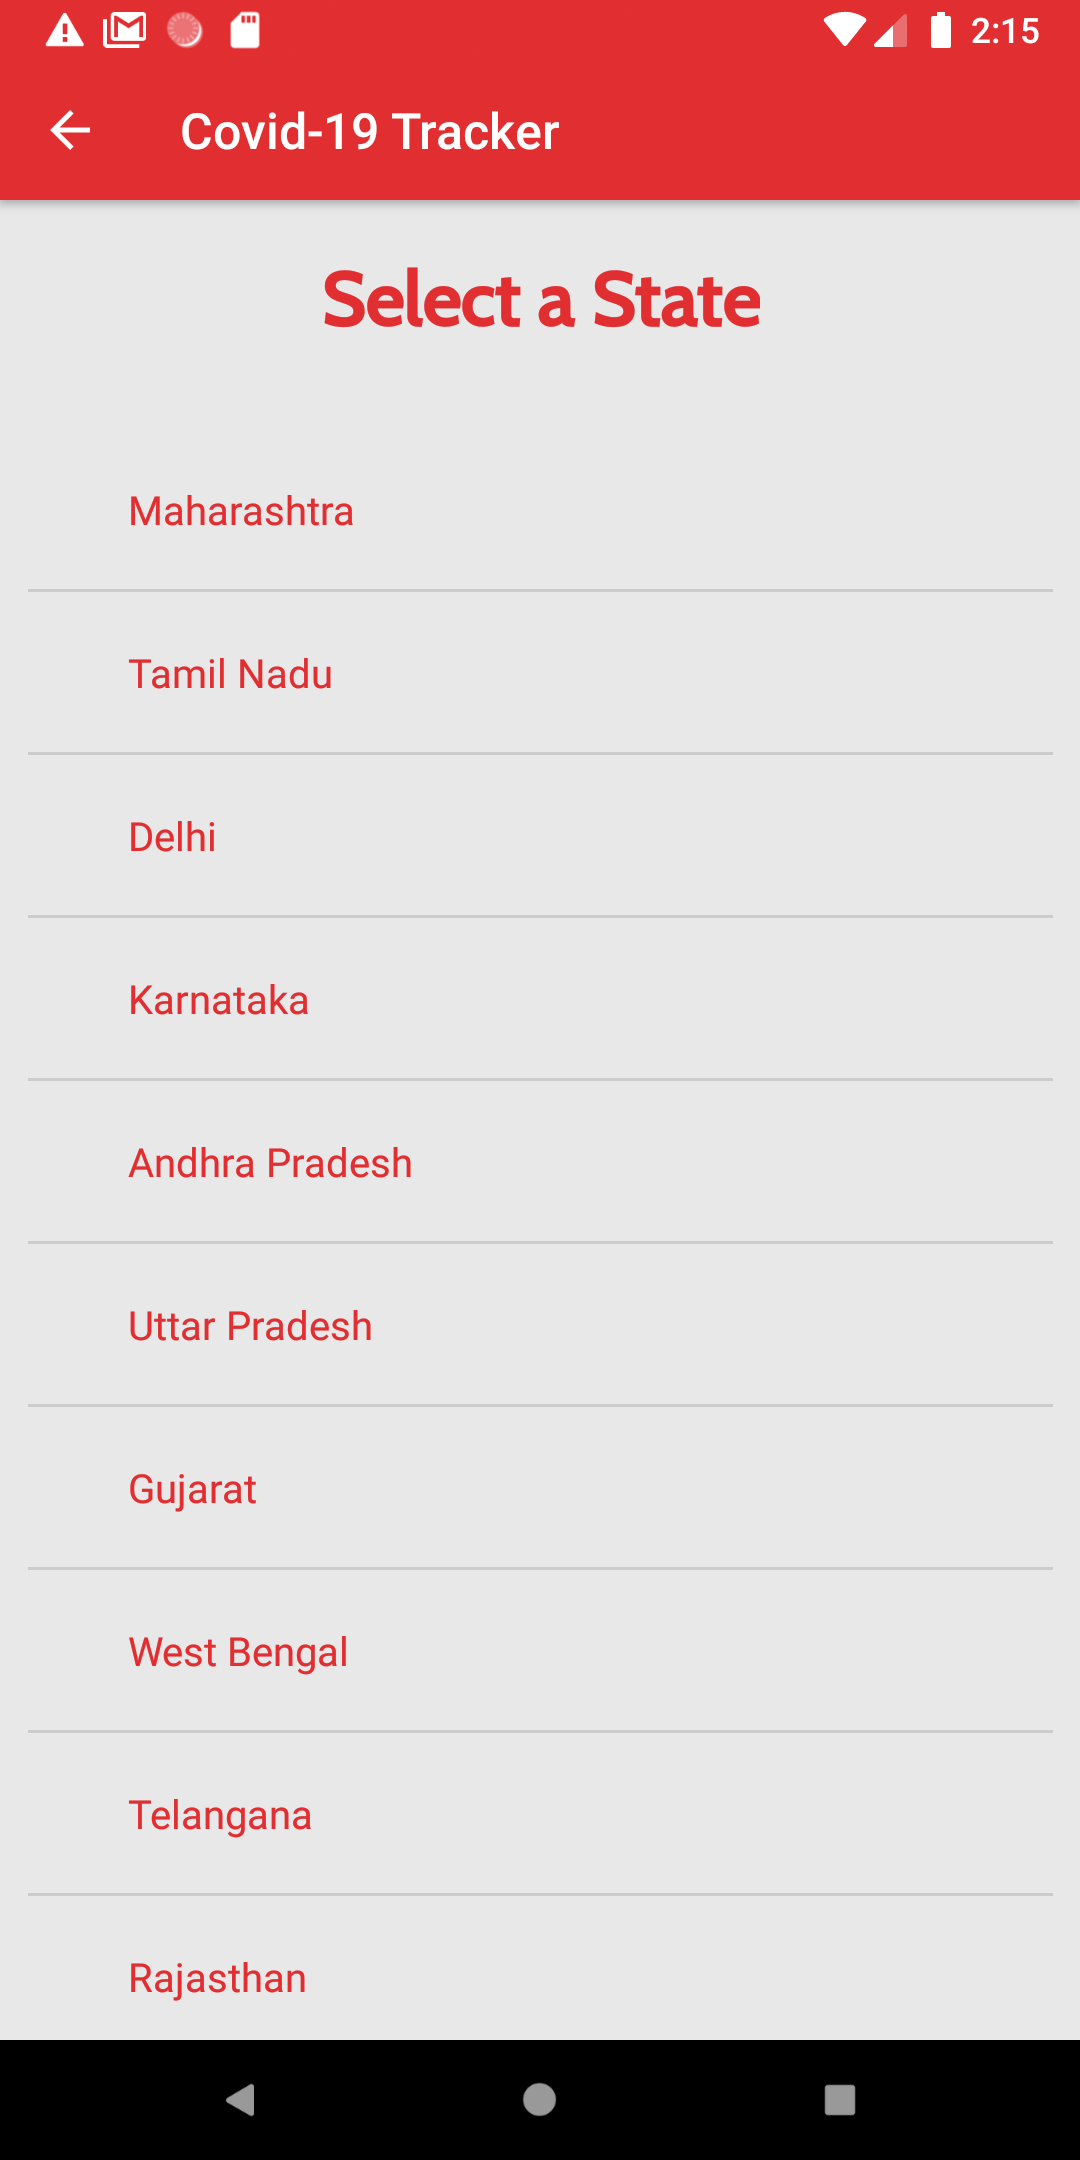 2:15
Covid-19 Tracker
Select a State
Maharashtra
Tamil Nadu
Delhi
Karnataka
Andhra Pradesh
Uttar Pradesh
Gujarat
West Bengal
Telangana
Rajasthan